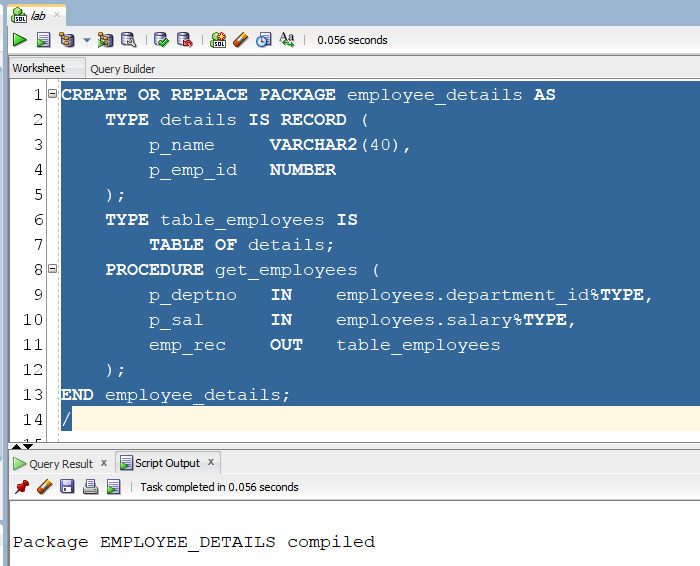 lab
0.056 seconds
Worksheet Query Builder
1 CREATE OR REPLACE PACKAGE employee_details AS
2 TYPE details IS RECORD (
3 p_name VARCHAR2(40),
4 p_emp_id NUMBER
5 );
6 TYPE table_employees IS
7 TABLE OF details;
8 PROCEDURE get_employees (
9 p_deptno IN employees.department_id%TYPE,
10 p_sal IN employees.salary%TYPE,
11 emp_rec OUT table_employees
12 );
13 END employee_details;
14 /
Query Result x Script Output x
Task completed in 0.056 seconds
Package EMPLOYEE_DETAILS compiled